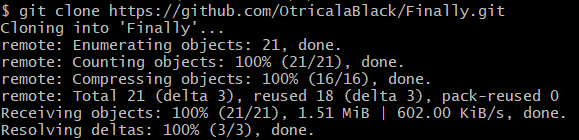 $ git clone https://github.com/OtricalaBlack/Finally.git
Cloning into 'Finally'...
remote: Enumerating objects: 21, done.
remote: Counting objects: 100% (21/21), done.
remote: Compressing objects: 100% (16/16), done.
remote: Total 21 (delta 3), reused 18 (delta 3), pack-reused 0
Receiving objects: 100% (21/21), 1.51 MiB | 602.00 KiB/s, done.
Resolving deltas: 100% (3/3), done.